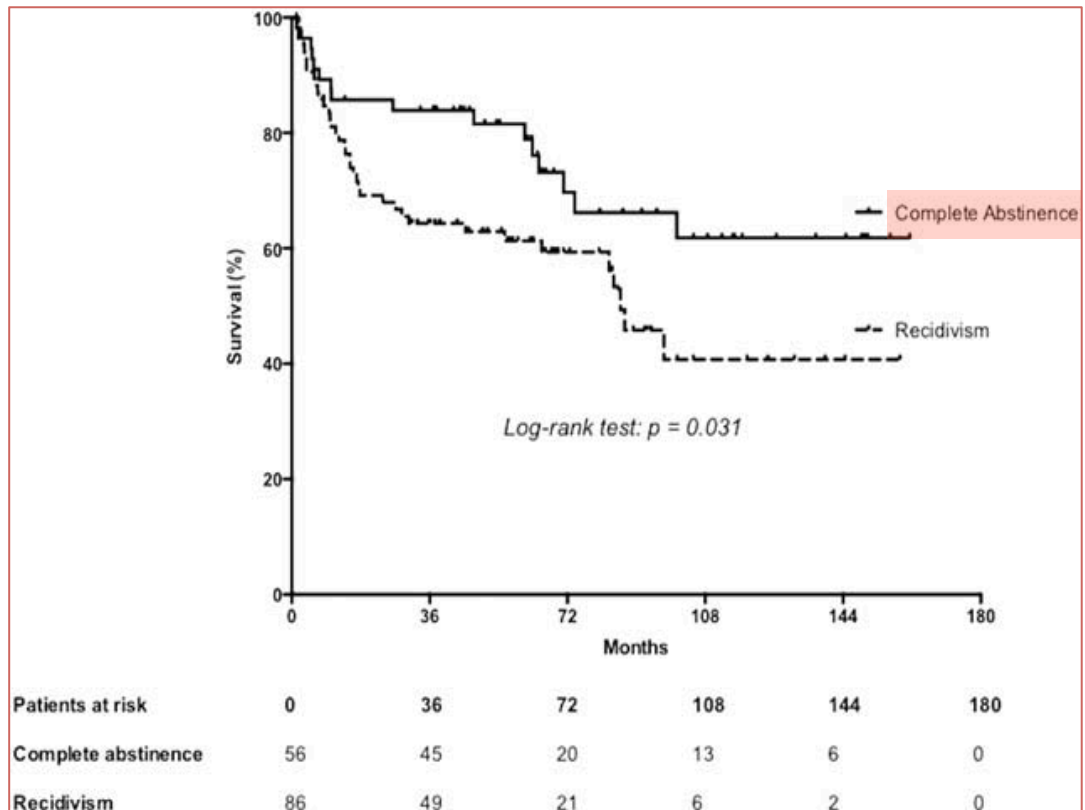 100
80
60
40
20
0
Survival (%)
Complete Abstinence
Recidivism
Log-rank test: p = 0.031
0 36 72 108 144 180
Months
Patients at risk 0 36 72 108 144 180
Complete abstinence 56 45 20 13 6 0
Recidivism 86 49 21 6 2 0